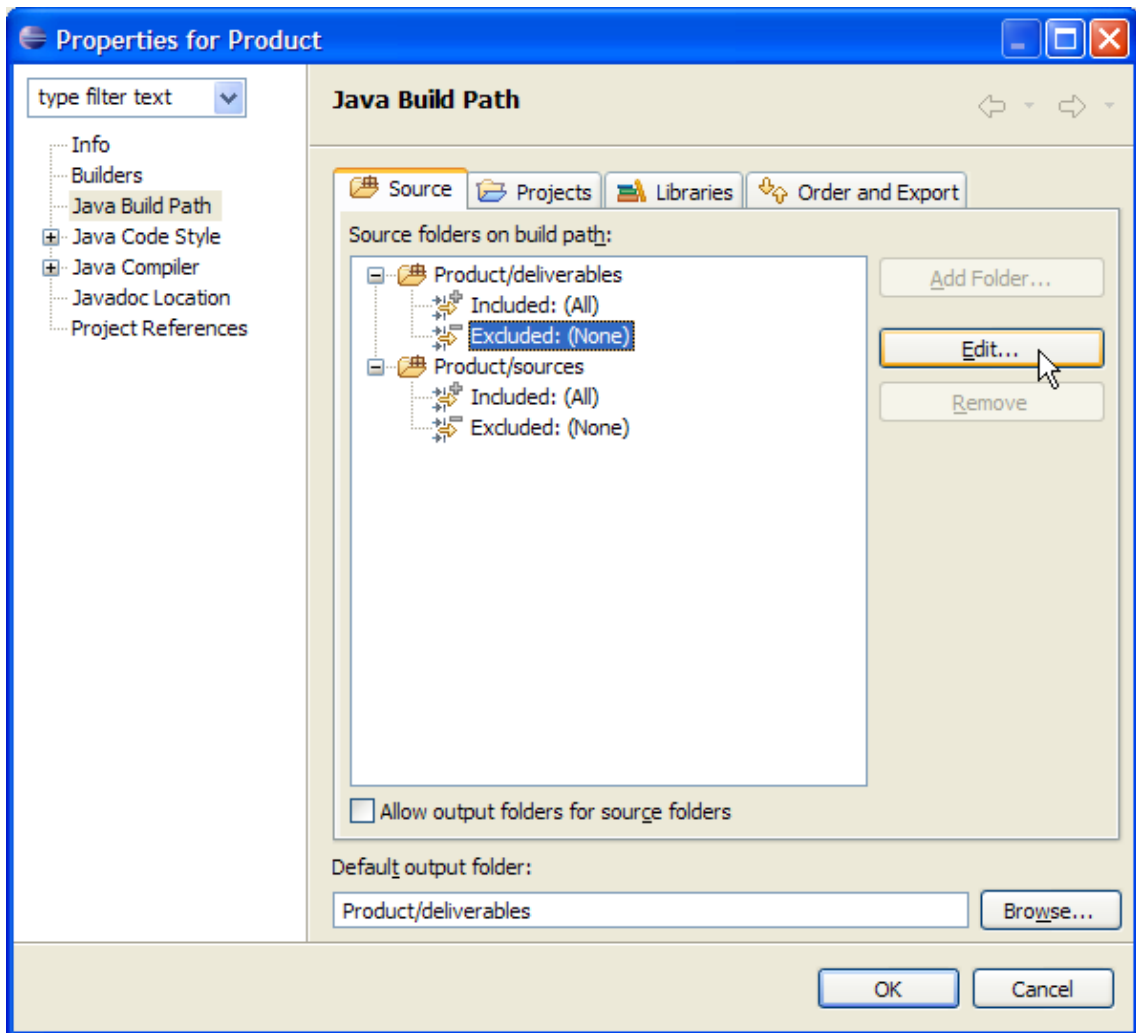 Properties for Product
type filter text
Info
Builders
Java Build Path
Java Code Style
Java Compiler
Javadoc Location
Project References
Java Build Path
Source Projects Libraries Order and Export
Source folders on build path:
Product/deliverables
Included: (All)
Excluded: (None)
Product/sources
Included: (All)
Excluded: (None)
Add Folder...
Edit...
Remove
Allow output folders for source folders
Default output folder:
Product/deliverables
Browse...
OK Cancel